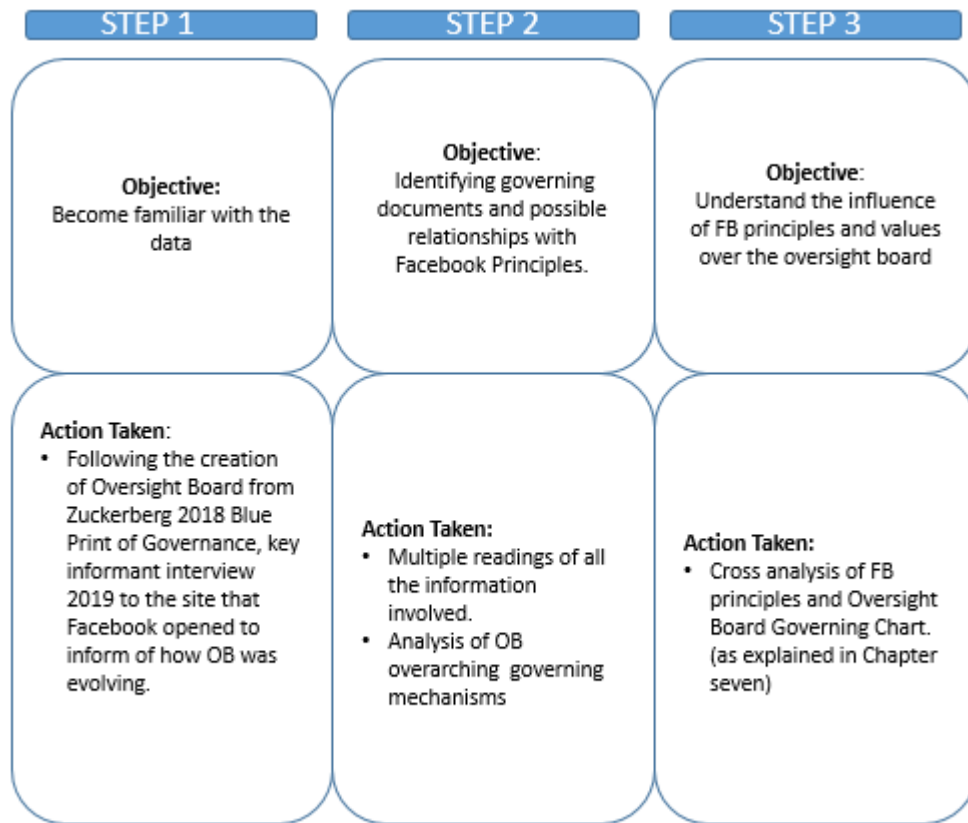 STEP 1
Objective:
Become familiar with the
data
Action Taken:
• Following the creation
of Oversight Board from
Zuckerberg 2018 Blue
Print of Governance, key
informant interview
2019 to the site that
Facebook opened to
inform of how OB was
evolving.
STEP 2
Objective:
Identifying governing
documents and possible
relationships with
Facebook Principles.
Action Taken:
• Multiple readings of all
the information
involved.
• Analysis of OB
overarching governing
mechanisms
STEP 3
Objective:
Understand the influence
of FB principles and values
over the oversight board
Action Taken:
• Cross analysis of FB
principles and Oversight
Board Governing Chart.
(as explained in Chapter
seven)